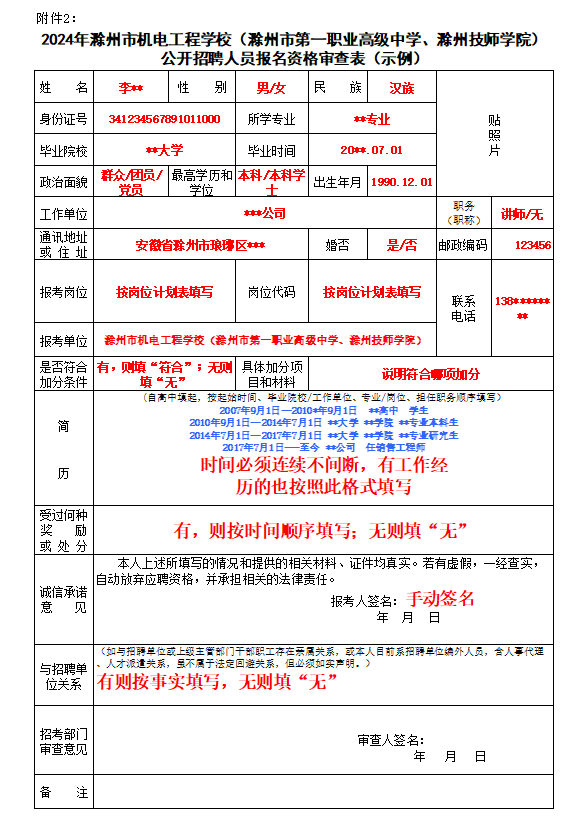 附件2：
2024年滁州市机电工程学校（滁州市第一职业高级中学、滁州技师学院）
公开招聘人员报名资格审查表（示例）
姓 名 李** 性 别 男/女 民 族 汉族
贴
照
片
身份证号 341234567891011000 所学专业 **专业
毕业院校 **大学 毕业时间 20**.07.01
政治面貌 群众/团员/
党员
最高学历和
学位
本科/本科学
士
出生年月 1990.12.01
工作单位 ***公司
职务
（职称）
讲师/无
通讯地址
或 住 址
安徽省滁州市琅琊区*** 婚否 是/否 邮政编码 123456
报考岗位 按岗位计划表填写 岗位代码 按岗位计划表填写
联系
电话
138******
**
报考单位 滁州市机电工程学校（滁州市第一职业高级中学、滁州技师学院）
是否符合
加分条件
有，则填“符合”；无则
填“无”
具体加分项
目和材料
说明符合哪项加分
简
历
（自高中填起，按起始时间、毕业院校/工作单位、专业/岗位、担任职务顺序填写）
2007年9月1日——2010*年9月1日 **高中 学生
2010年9月1日——2014年7月1日 **大学 **学院 **专业本科生
2014年7月1日——2017年7月1日 **大学 **学院 **专业研究生
2017年7月1日——至今 **公司 任销售工程师
时间必须连续不间断，有工作经
历的也按照此格式填写
受过何种
奖 励
或 处 分
有，则按时间顺序填写；无则填“无”
诚信承诺
意 见
本人上述所填写的情况和提供的相关材料、证件均真实。若有虚假，一经查实，
自动放弃应聘资格，并承担相关的法律责任。
报考人签名：手动签名
年 月 日
与招聘单
位关系
（如与招聘单位或上级主管部门干部职工存在亲属关系，或本人目前系招聘单位编外人员，含人事代理
、人才派遣关系，虽不属于法定回避关系，但必须如实声明。）
有则按事实填写，无则填“无”
招考部门
审查意见
审查人签名：
年 月 日
备 注